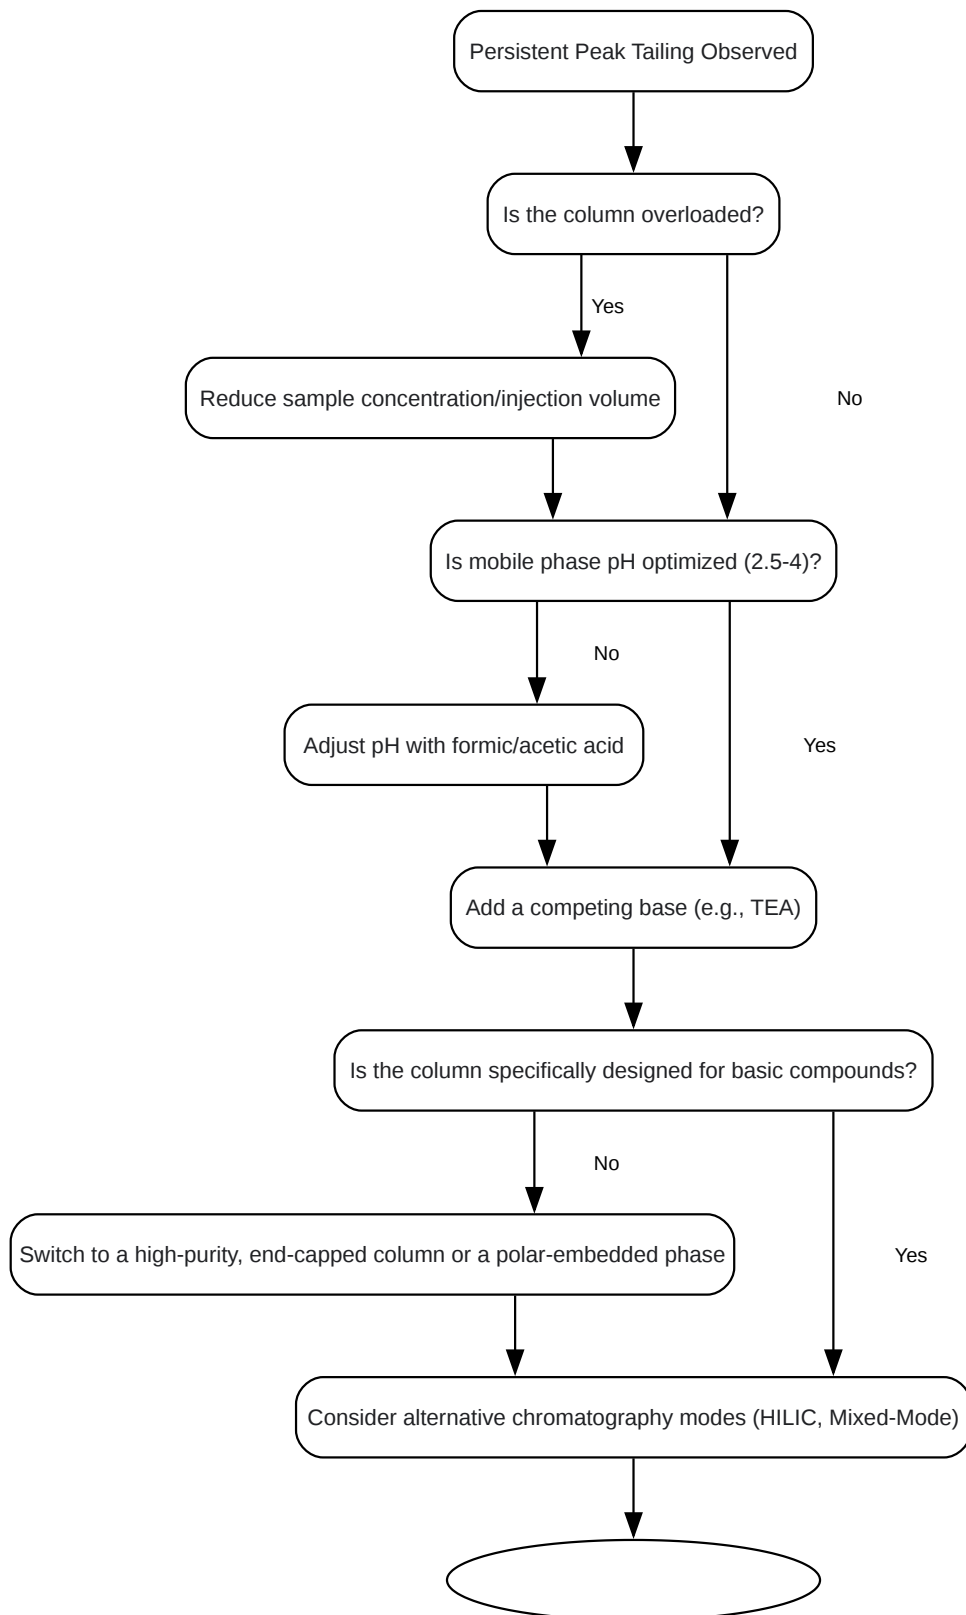 Persistent Peak Tailing Observed
Is the column overloaded?
Yes
Reduce sample concentration/injection volume
No
Is mobile phase pH optimized (2.5-4)?
No
Adjust pH with formic/acetic acid
Yes
Add a competing base (e.g., TEA)
Is the column specifically designed for basic compounds?
No
Switch to a high-purity, end-capped column or a polar-embedded phase
Yes
Consider alternative chromatography modes (HILIC, Mixed-Mode)